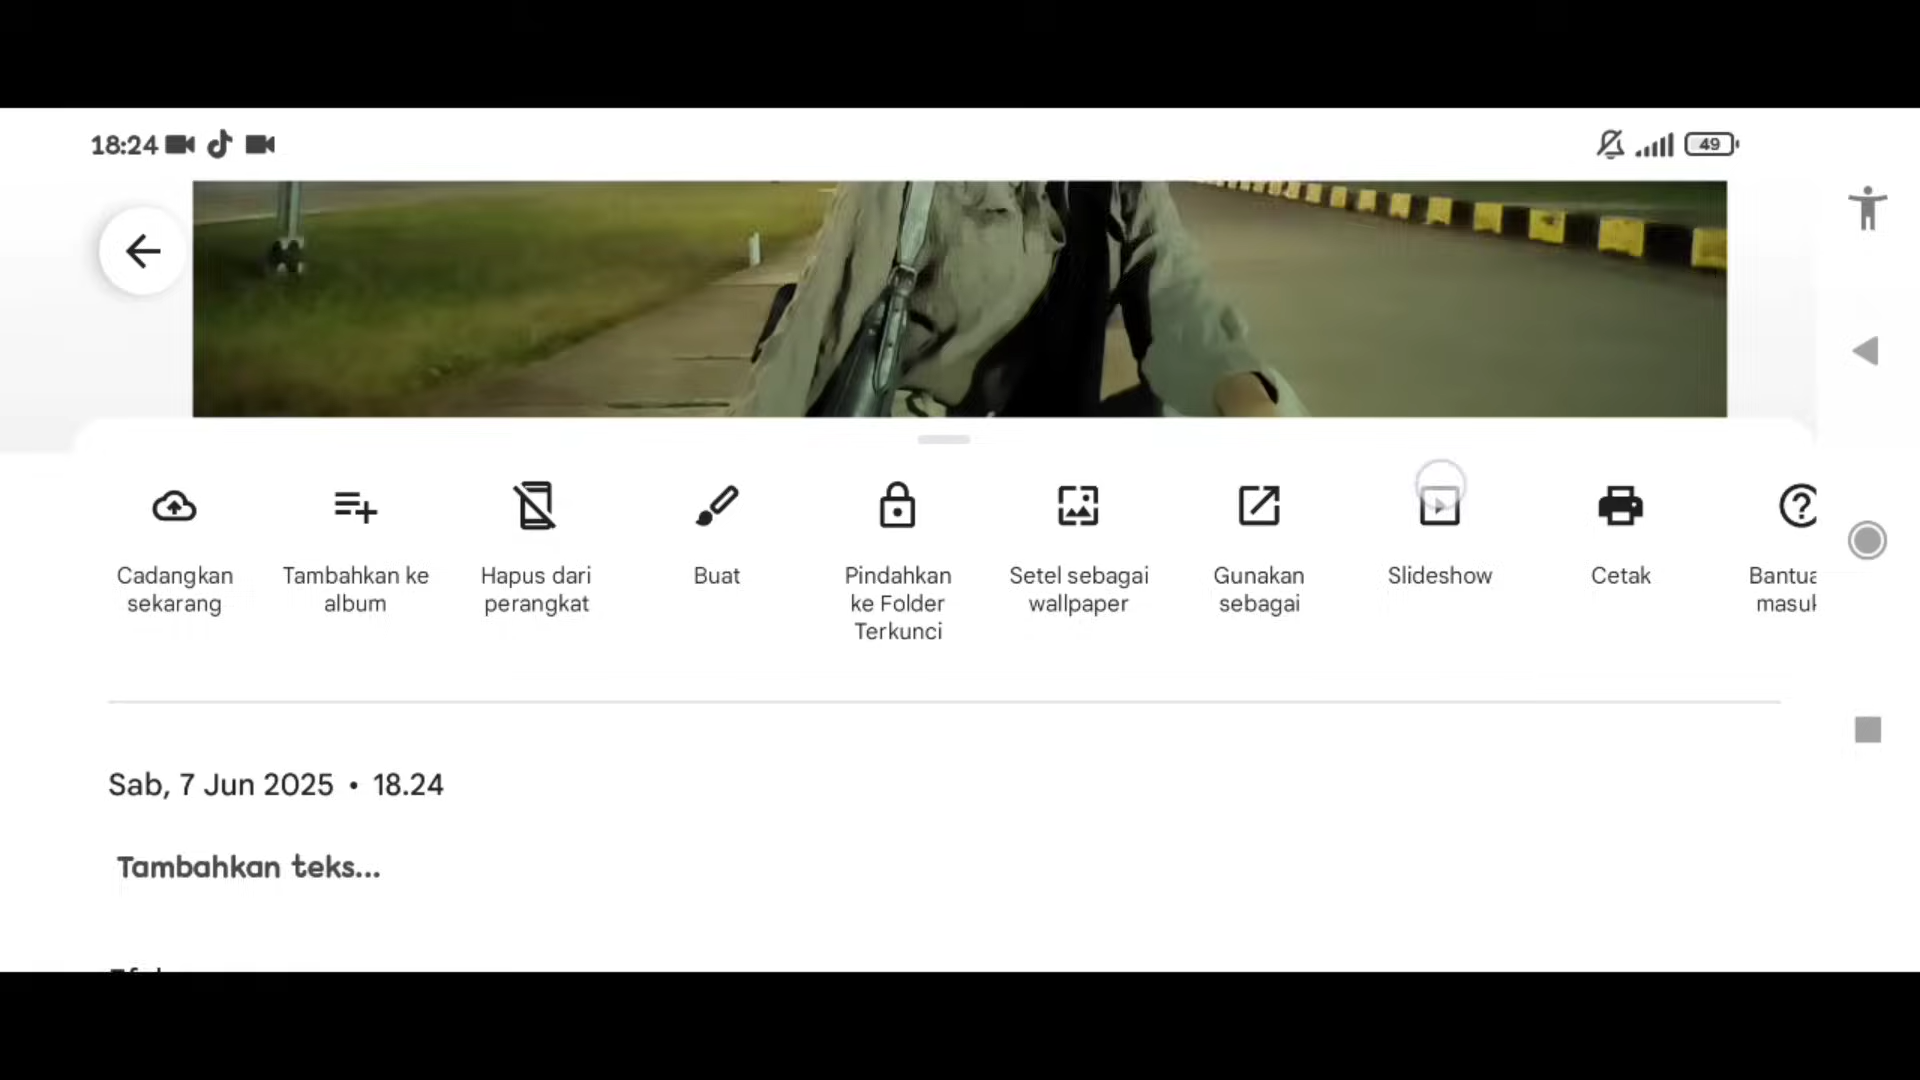 18:24
49
Cadangkan sekarang
Tambahkan ke album
Hapus dari perangkat
Buat
Pindahkan ke Folder Terkunci
Setel sebagai wallpaper
Gunakan sebagai
Slideshow
Cetak
Sab, 7 Jun 2025 • 18.24
Tambahkan teks...